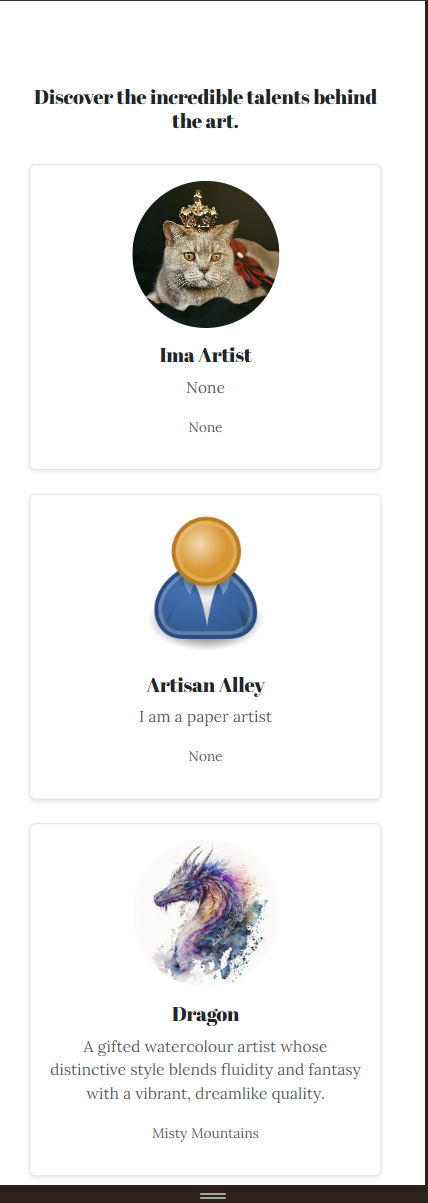 Discover the incredible talents behind
the art.
Ima Artist
None
None
Artisan Alley
I am a paper artist
None
Dragon
A gifted watercolour artist whose
distinctive style blends fluidity and fantasy
with a vibrant, dreamlike quality.
Misty Mountains